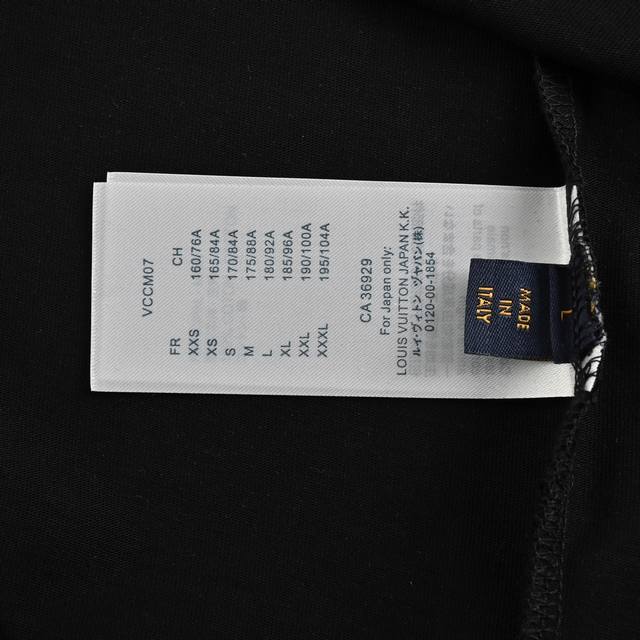 VCCM07
FR CH
XXS 160/76A
XS 165/84A
S 170/84A
M 175/88A
L 180/92A
XL 185/96A
XXL 190/100A
XXXL 195/104A
CA 36929
For Japan only:
LOUIS VUITTON JAPAN K.K.
ルイ・ヴィトン ジャパン(株)
0120-00-1854
MADE
IN
ITALY
L